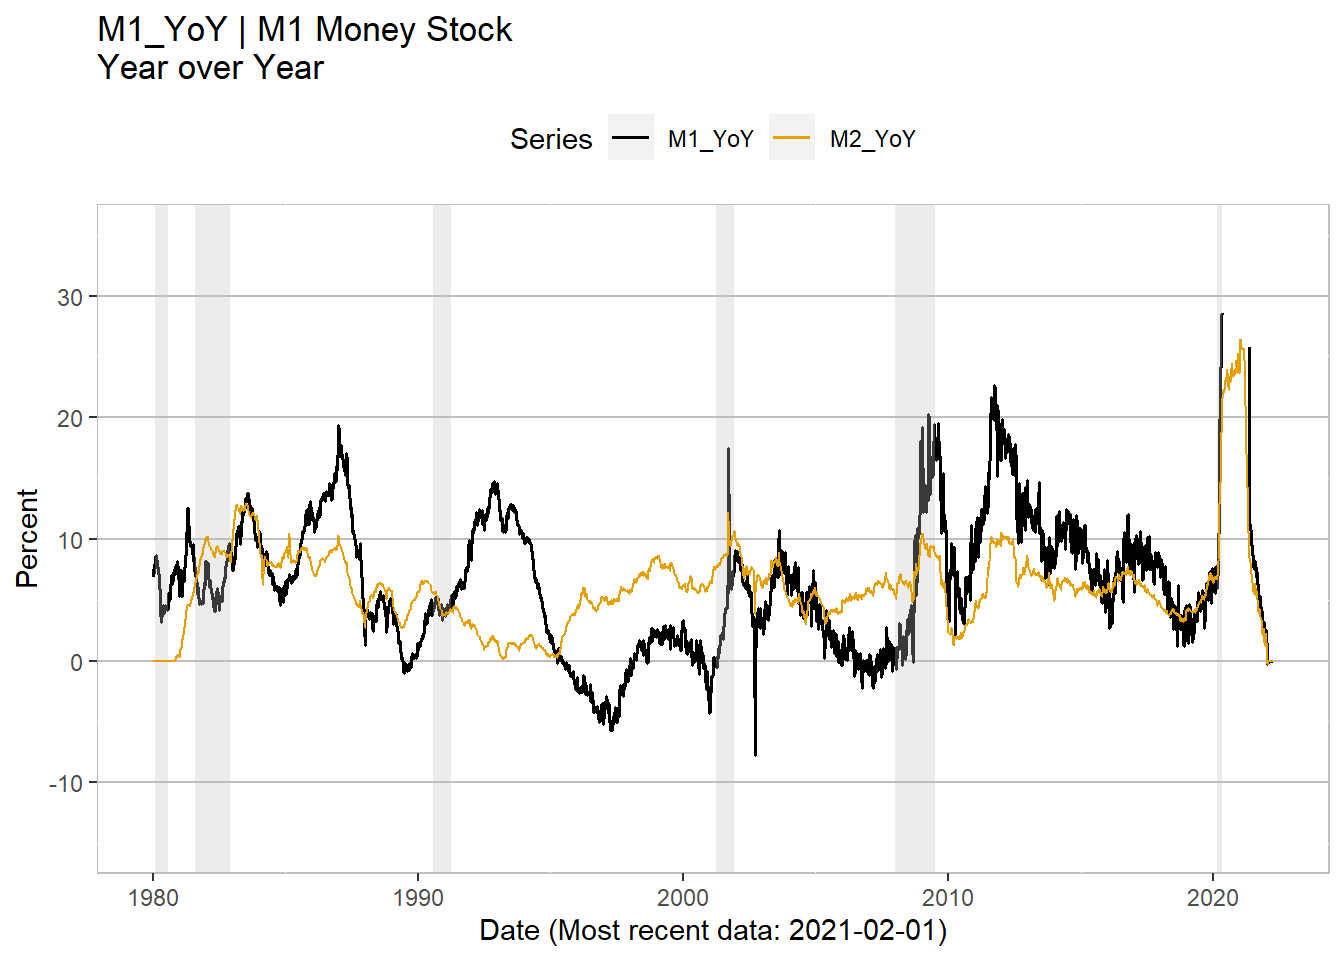 M1_YoY | M1 Money Stock
Year over Year
Series M1_YoY M2_YoY
Percent
30
20
10
0
-10
1980 1990 2000 2010 2020
Date (Most recent data: 2021-02-01)